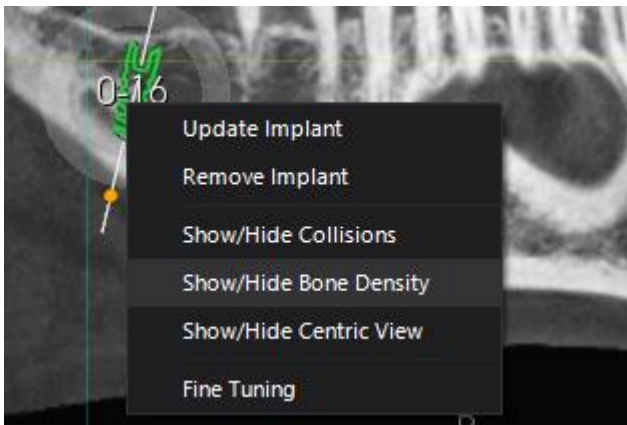 0-16
Update Implant
Remove Implant
Show/Hide Collisions
Show/Hide Bone Density
Show/Hide Centric View
Fine Tuning